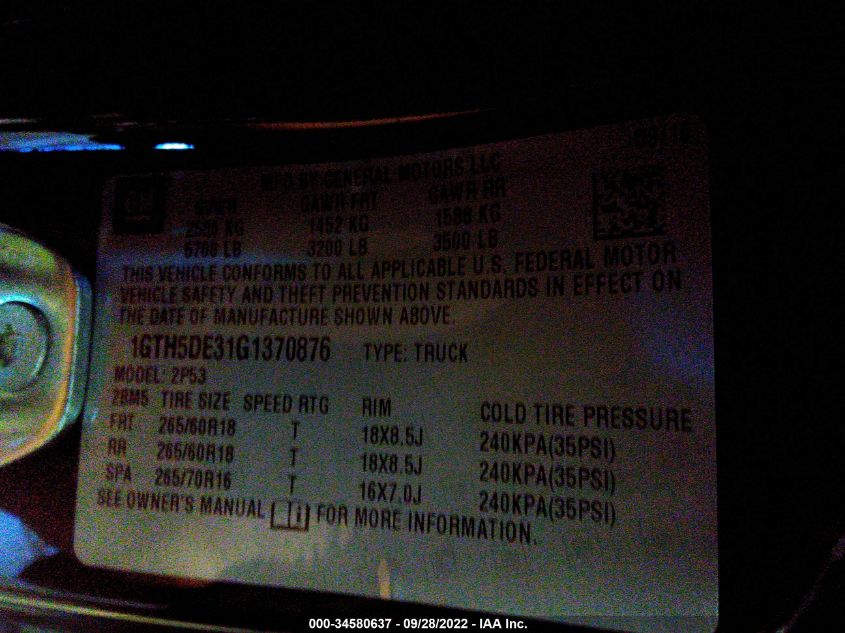 MFD BY GENERAL MOTORS LLC
GVWR GAWR FRT GAWR RR
2586 KG 1452 KG 1588 KG
5700 LB 3200 LB 3500 LB
THIS VEHICLE CONFORMS TO ALL APPLICABLE U.S. FEDERAL MOTOR
VEHICLE SAFETY AND THEFT PREVENTION STANDARDS IN EFFECT ON
THE DATE OF MANUFACTURE SHOWN ABOVE.
1GTH5DE31G1370876 TYPE: TRUCK
MODEL: 2P53
2BM5 TIRE SIZE SPEED RTG RIM COLD TIRE PRESSURE
FRT 265/60R18 T 18X8.5J 240KPA(35PSI)
RR 265/60R18 T 18X8.5J 240KPA(35PSI)
SPA 265/70R16 T 16X7.0J 240KPA(35PSI)
SEE OWNER'S MANUAL FOR MORE INFORMATION.
000-34580637 - 09/28/2022 - IAA Inc.